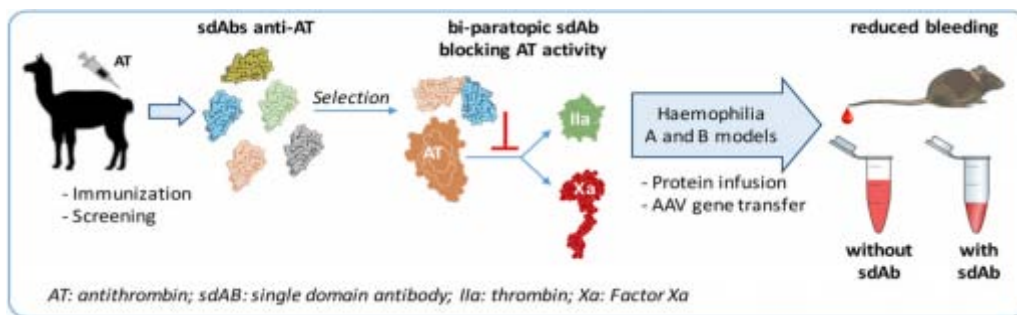 sdAbs anti-AT
bi-paratopic sdAb
blocking AT activity
reduced bleeding
AT
Selection
IIa
AT
Xa
Haemophilia
A and B models
- Immunization
- Screening
- Protein infusion
- AAV gene transfer
without
sdAb
with
sdAb
AT: antithrombin; sdAB: single domain antibody; IIa: thrombin; Xa: Factor Xa